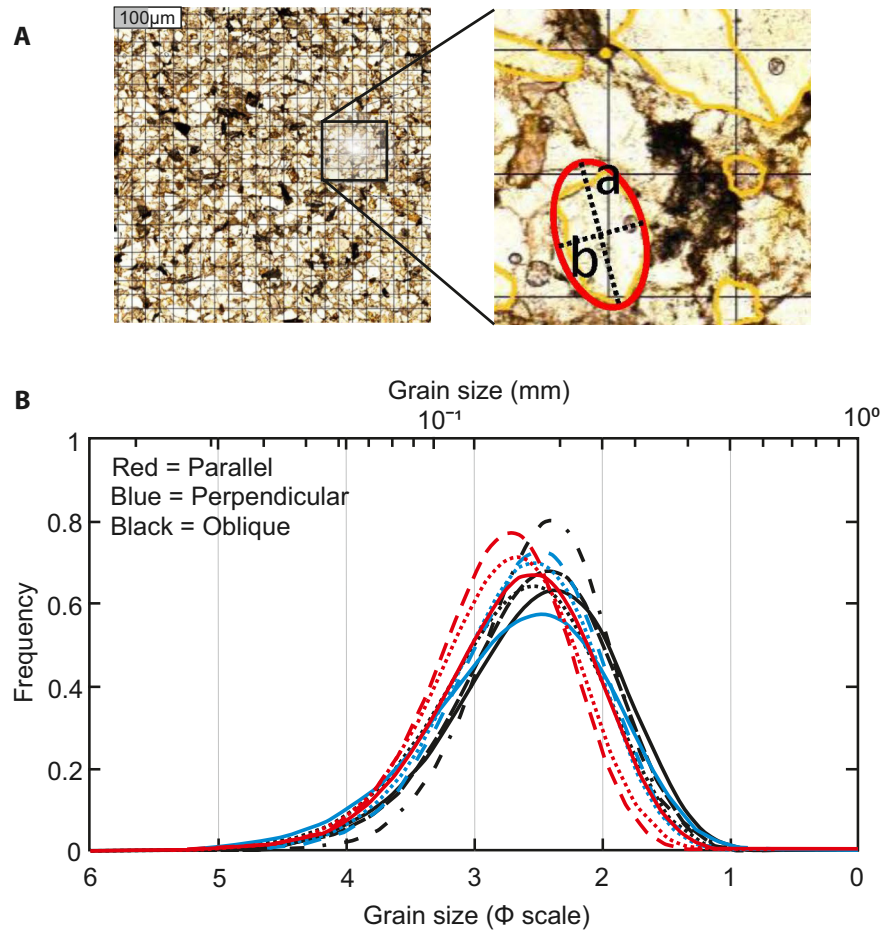 A
100µm
a
b
B
Grain size (mm)
10⁻¹
10⁰
Red = Parallel
Blue = Perpendicular
Black = Oblique
Frequency
1
0.8
0.6
0.4
0.2
0
6 5 4 3 2 1 0
Grain size (Φ scale)